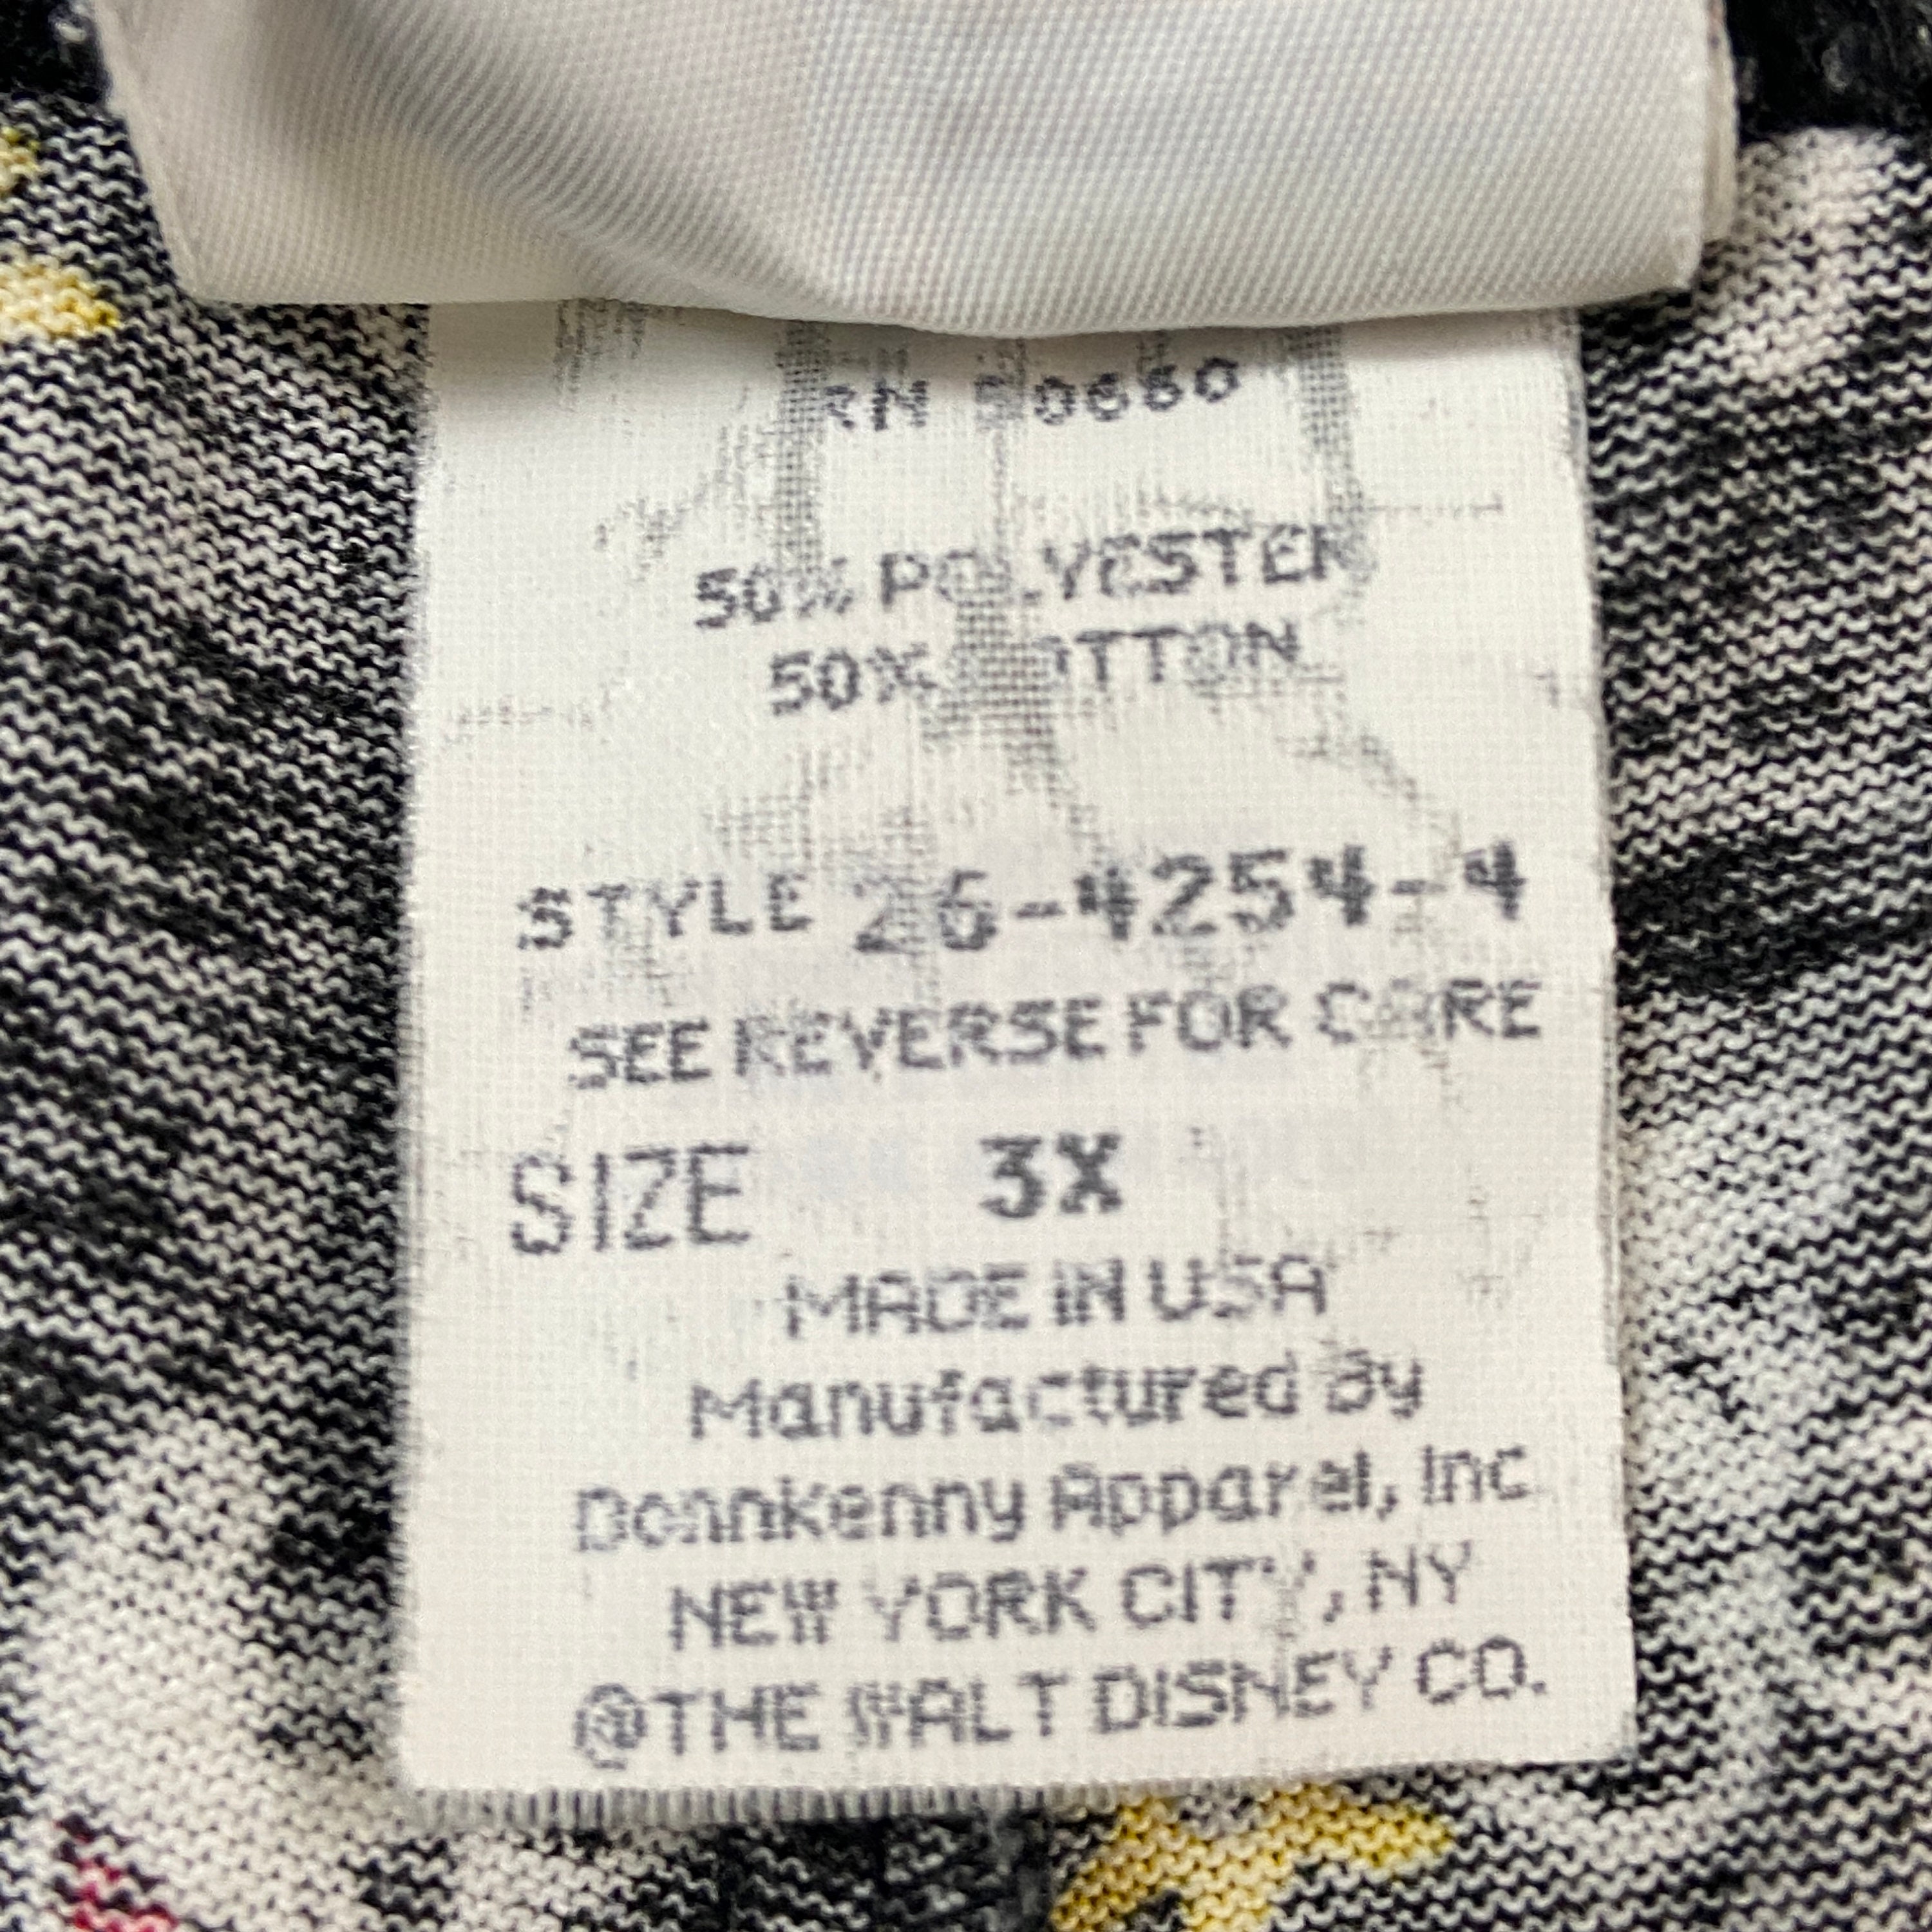 RN
50% POLYESTER
50% COTTON
STYLE 26-4254-4
SEE REVERSE FOR CARE
SIZE 3X
MADE IN USA
Manufactured By
Donnkenny Apparel, Inc
NEW YORK CITY, NY
@THE WALT DISNEY CO.